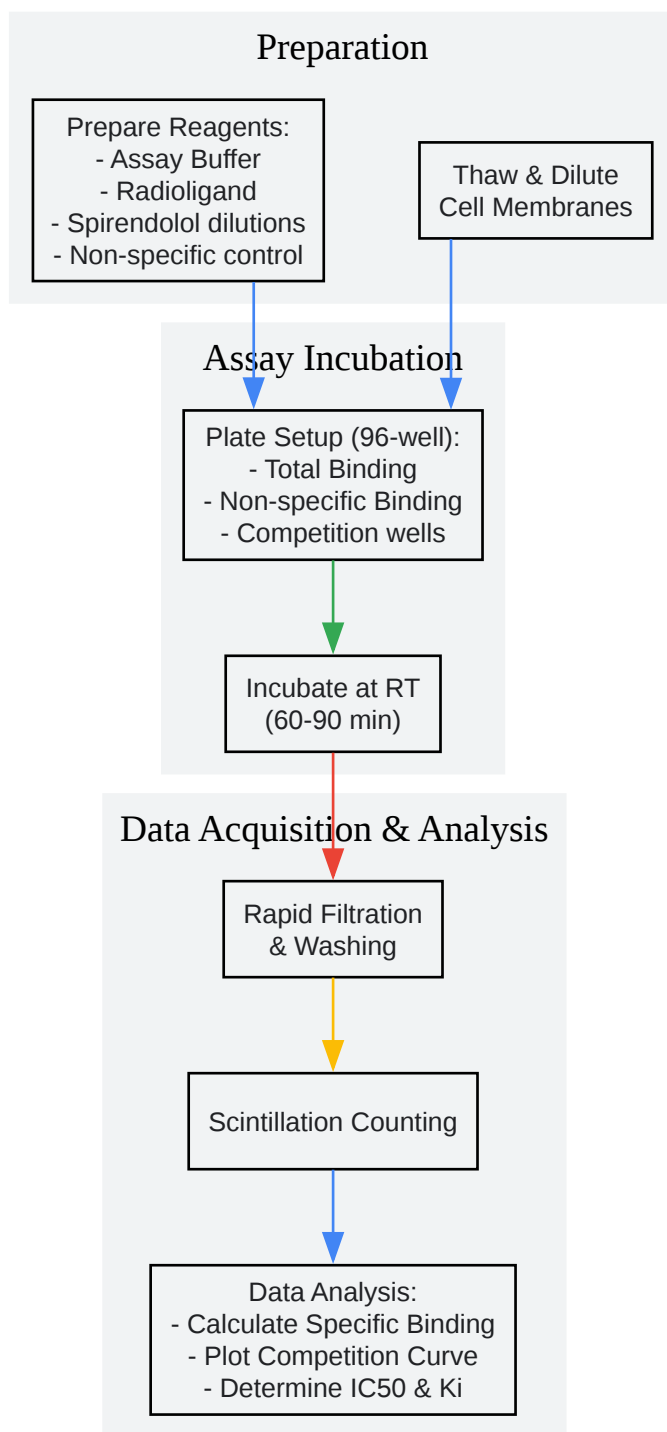 Preparation
Prepare Reagents:
- Assay Buffer
- Radioligand
- Spirendolol dilutions
- Non-specific control
Thaw & Dilute
Cell Membranes
Assay Incubation
Plate Setup (96-well):
- Total Binding
- Non-specific Binding
- Competition wells
Incubate at RT
(60-90 min)
Data Acquisition & Analysis
Rapid Filtration
& Washing
Scintillation Counting
Data Analysis:
- Calculate Specific Binding
- Plot Competition Curve
- Determine IC50 & Ki